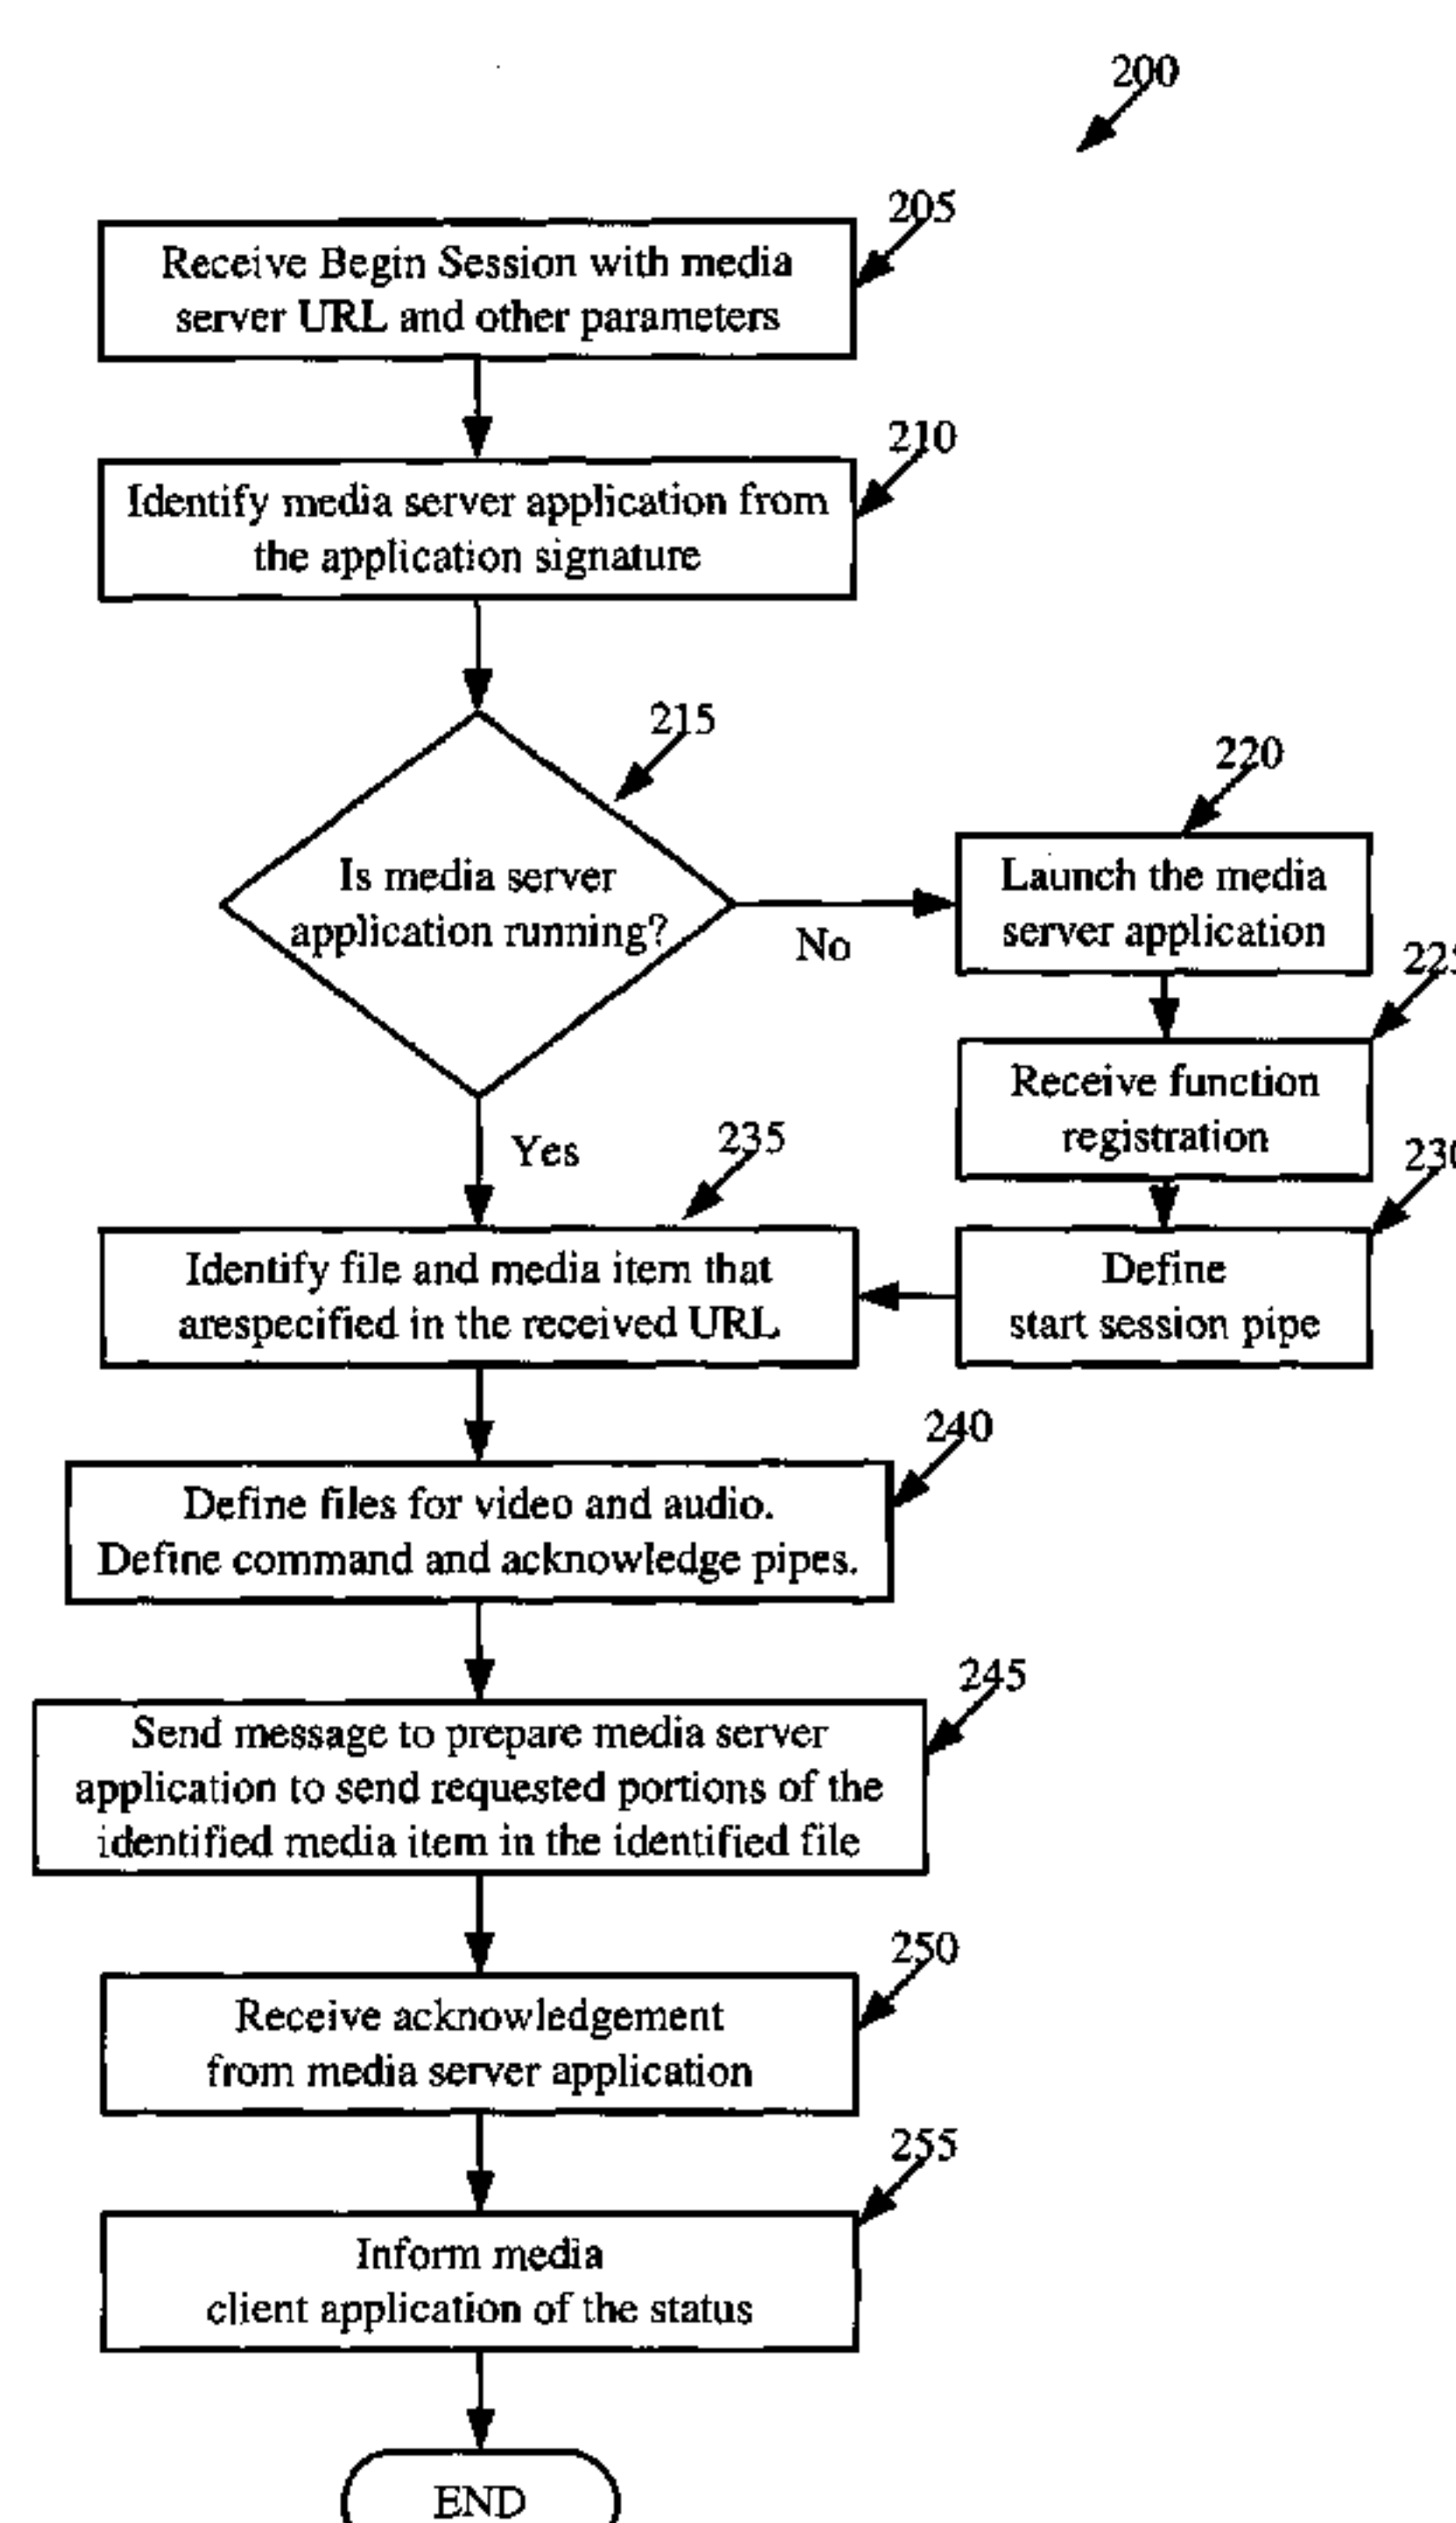 200
205
Receive Begin Session with media
server URL and other parameters
210
Identify media server application from
the application signature
215
Is media server
application running?
No
220
Launch the media
server application
Receive function
registration
Yes
235
Identify file and media item that
arespecified in the received URL
Define
start session pipe
240
Define files for video and audio.
Define command and acknowledge pipes.
245
Send message to prepare media server
application to send requested portions of the
identified media item in the identified file
250
Receive acknowledgement
from media server application
255
Inform media
client application of the status
END